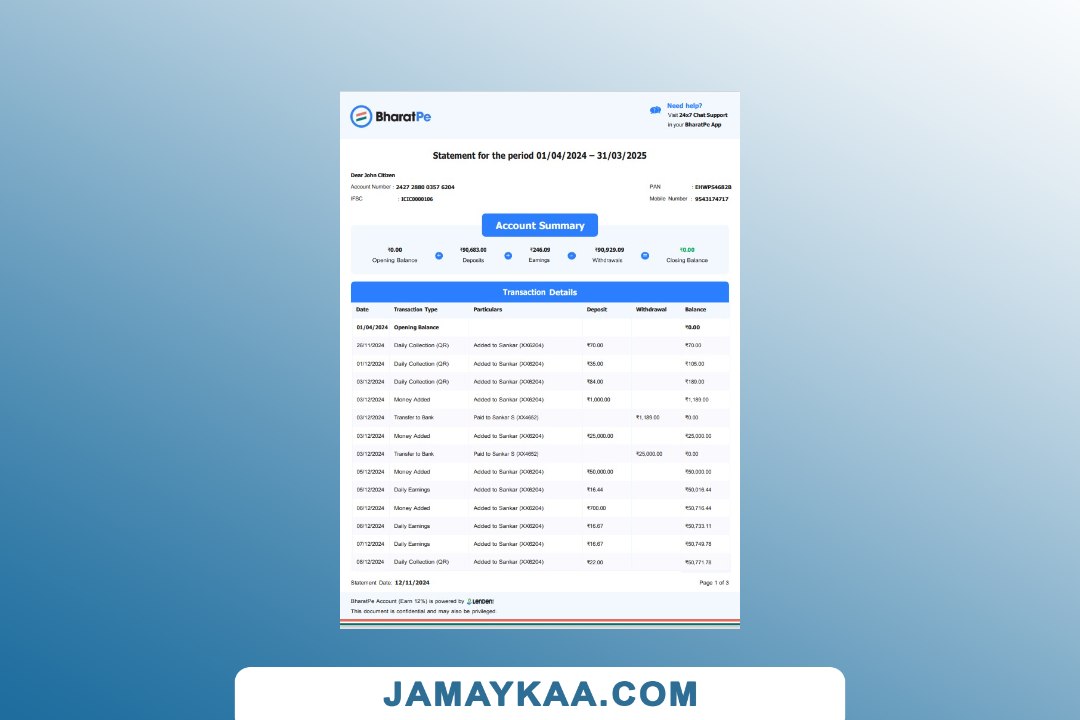 BharatPe
Need help?
Visit 24x7 Chat Support
in your BharatPe App
Statement for the period 01/04/2024 – 31/03/2025
Dear John Citizen
Account Number : 2427 2880 0357 6204
PAN : EHWPS4682B
IFSC : ICIC0000106
Mobile Number : 9543174717
Account Summary
₹0.00 ₹90,683.00 ₹246.09 ₹90,929.09 ₹0.00
Opening Balance Deposits Earnings Withdrawals Closing Balance
Transaction Details
Date Transaction Type Particulars Deposit Withdrawal Balance
01/04/2024 Opening Balance ₹0.00
26/11/2024 Daily Collection (QR) Added to Sankar (XX6204) ₹70.00 ₹70.00
01/12/2024 Daily Collection (QR) Added to Sankar (XX6204) ₹35.00 ₹105.00
03/12/2024 Daily Collection (QR) Added to Sankar (XX6204) ₹84.00 ₹189.00
03/12/2024 Money Added Added to Sankar (XX6204) ₹1,000.00 ₹1,189.00
03/12/2024 Transfer to Bank Paid to Sankar S (XX4652) ₹1,189.00 ₹0.00
03/12/2024 Money Added Added to Sankar (XX6204) ₹25,000.00 ₹25,000.00
03/12/2024 Transfer to Bank Paid to Sankar S (XX4652) ₹25,000.00 ₹0.00
05/12/2024 Money Added Added to Sankar (XX6204) ₹50,000.00 ₹50,000.00
05/12/2024 Daily Earnings Added to Sankar (XX6204) ₹16.44 ₹50,016.44
06/12/2024 Money Added Added to Sankar (XX6204) ₹700.00 ₹50,716.44
06/12/2024 Daily Earnings Added to Sankar (XX6204) ₹16.67 ₹50,733.11
07/12/2024 Daily Earnings Added to Sankar (XX6204) ₹16.67 ₹50,749.78
08/12/2024 Daily Collection (QR) Added to Sankar (XX6204) ₹22.00 ₹50,771.78
Statement Date: 12/11/2024
Page 1 of 3
BharatPe Account (Earn 12%) is powered by LENDEN
This document is confidential and may also be privileged.
JAMAYKAA.COM